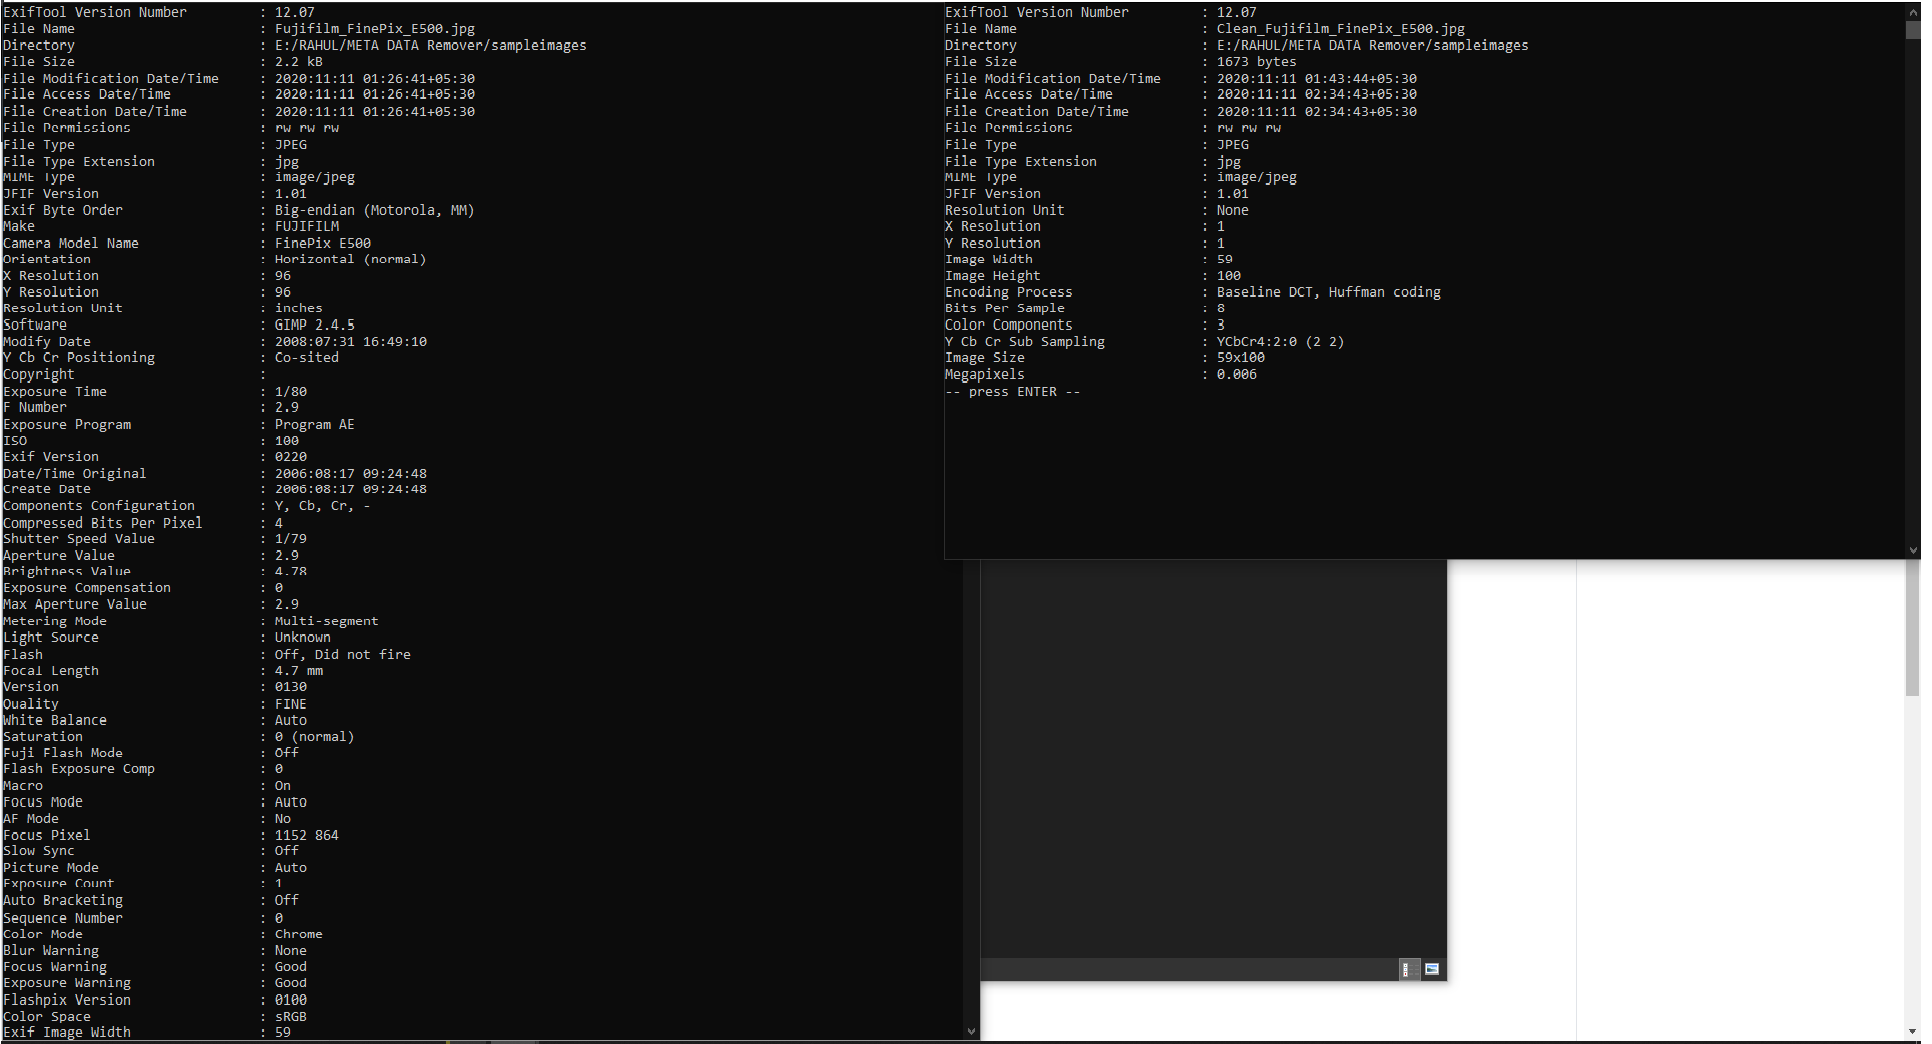 ExifTool Version Number : 12.07
File Name : Fujifilm_FinePix_E500.jpg
Directory : E:/RAHUL/META DATA Remover/sampleimages
File Size : 2.2 kB
File Modification Date/Time : 2020:11:11 01:26:41+05:30
File Access Date/Time : 2020:11:11 01:26:41+05:30
File Creation Date/Time : 2020:11:11 01:26:41+05:30
File Permissions : rw rw rw
File Type : JPEG
File Type Extension : jpg
MIME Type : image/jpeg
JFIF Version : 1.01
Exif Byte Order : Big-endian (Motorola, MM)
Make : FUJIFILM
Camera Model Name : FinePix E500
Orientation : Horizontal (normal)
X Resolution : 96
Y Resolution : 96
Resolution Unit : inches
Software : GIMP 2.4.5
Modify Date : 2008:07:31 16:49:10
Y Cb Cr Positioning : Co-sited
Copyright :
Exposure Time : 1/80
F Number : 2.9
Exposure Program : Program AE
ISO : 100
Exif Version : 0220
Date/Time Original : 2006:08:17 09:24:48
Create Date : 2006:08:17 09:24:48
Components Configuration : Y, Cb, Cr, -
Compressed Bits Per Pixel : 4
Shutter Speed Value : 1/79
Aperture Value : 2.9
Brightness Value : 4.78
Exposure Compensation : 0
Max Aperture Value : 2.9
Metering Mode : Multi-segment
Light Source : Unknown
Flash : Off, Did not fire
Focal Length : 4.7 mm
Version : 0130
Quality : FINE
White Balance : Auto
Saturation : 0 (normal)
Fuji Flash Mode : Off
Flash Exposure Comp : 0
Macro : On
Focus Mode : Auto
AF Mode : No
Focus Pixel : 1152 864
Slow Sync : Off
Picture Mode : Auto
Exposure Count : 1
Auto Bracketing : Off
Sequence Number : 0
Color Mode : Chrome
Blur Warning : None
Focus Warning : Good
Exposure Warning : Good
Flashpix Version : 0100
Color Space : sRGB
Exif Image Width : 59
ExifTool Version Number : 12.07
File Name : Clean_Fujifilm_FinePix_E500.jpg
Directory : E:/RAHUL/META DATA Remover/sampleimages
File Size : 1673 bytes
File Modification Date/Time : 2020:11:11 01:43:44+05:30
File Access Date/Time : 2020:11:11 02:34:43+05:30
File Creation Date/Time : 2020:11:11 02:34:43+05:30
File Permissions : rw rw rw
File Type : JPEG
File Type Extension : jpg
MIME Type : image/jpeg
JFIF Version : 1.01
Resolution Unit : None
X Resolution : 1
Y Resolution : 1
Image Width : 59
Image Height : 100
Encoding Process : Baseline DCT, Huffman coding
Bits Per Sample : 8
Color Components : 3
Y Cb Cr Sub Sampling : YCbCr4:2:0 (2 2)
Image Size : 59x100
Megapixels : 0.006
-- press ENTER --